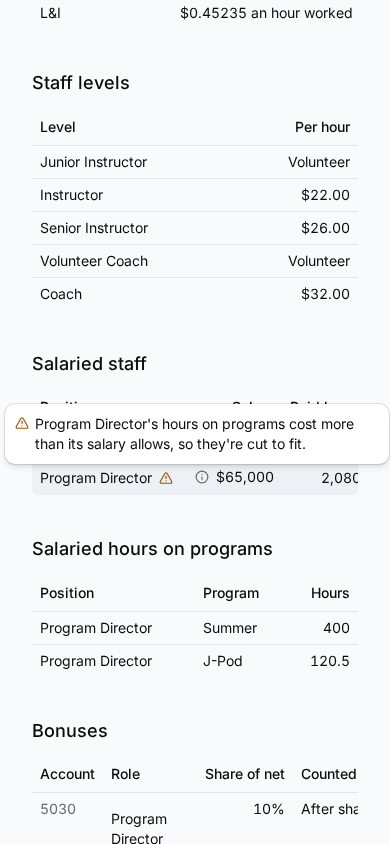 L&I $0.45235 an hour worked
Staff levels
Level Per hour
Junior Instructor Volunteer
Instructor $22.00
Senior Instructor $26.00
Volunteer Coach Volunteer
Coach $32.00
Salaried staff
Program Director's hours on programs cost more
than its salary allows, so they're cut to fit.
Program Director $65,000 2,080
Salaried hours on programs
Position Program Hours
Program Director Summer 400
Program Director J-Pod 120.5
Bonuses
Account Role Share of net Counted
5030 Program Director 10% After sha